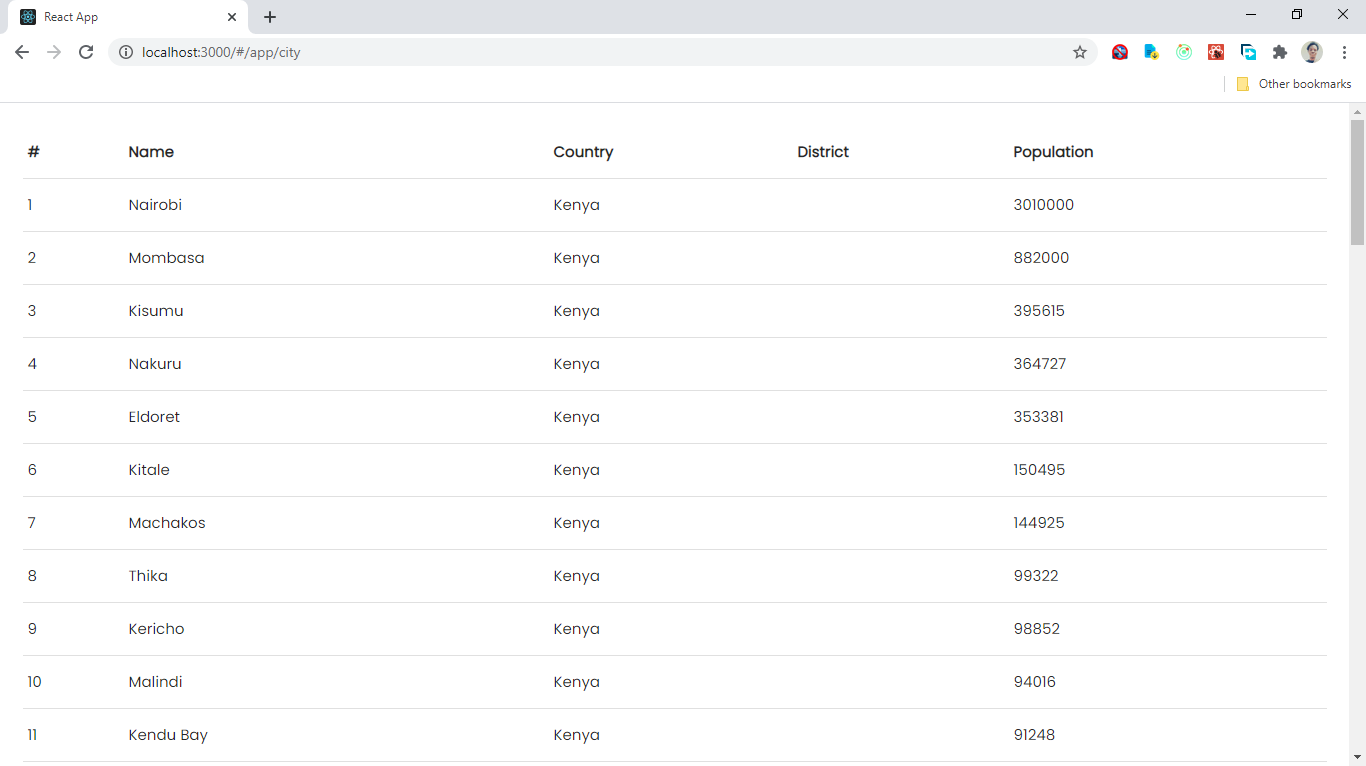 React App
localhost:3000/#/app/city
Other bookmarks
# Name Country District Population
1 Nairobi Kenya 3010000
2 Mombasa Kenya 882000
3 Kisumu Kenya 395615
4 Nakuru Kenya 364727
5 Eldoret Kenya 353381
6 Kitale Kenya 150495
7 Machakos Kenya 144925
8 Thika Kenya 99322
9 Kericho Kenya 98852
10 Malindi Kenya 94016
11 Kendu Bay Kenya 91248